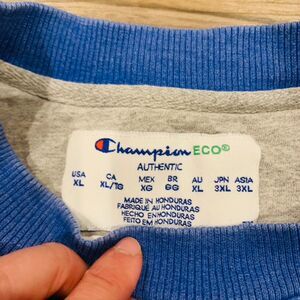 Champion ECO®
AUTHENTIC
USA CA MEX BR AU JPN ASIA
XL XL/TG XG GG XL 3XL 3XL
MADE IN HONDURAS
FABRIQUÉ AU HONDURAS
HECHO EN HONDURAS
FEITO EM HONDURAS